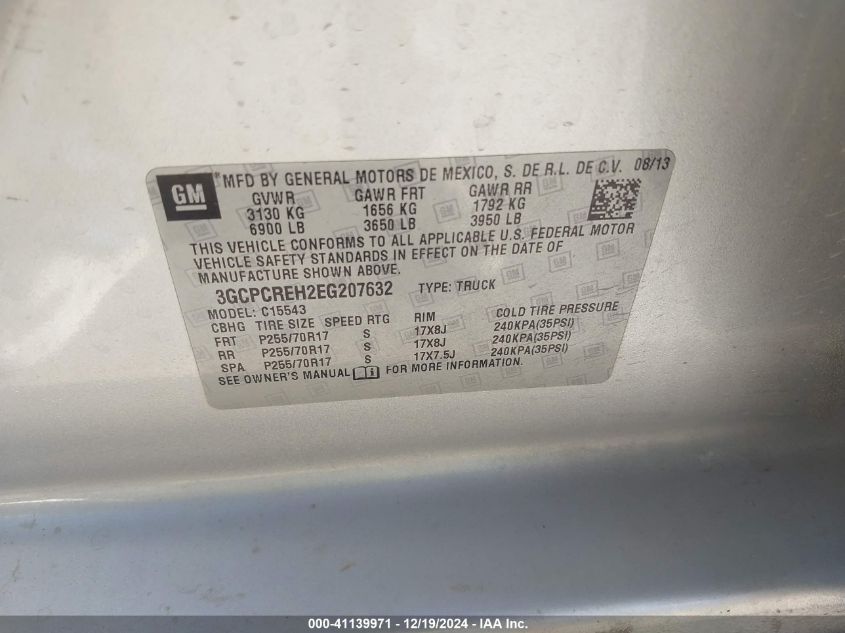 GM ® MFD BY GENERAL MOTORS DE MEXICO, S. DE R.L. DE C.V. 08/13
GVWR GAWR FRT GAWR RR
3130 KG 1656 KG 1792 KG
6900 LB 3650 LB 3950 LB
THIS VEHICLE CONFORMS TO ALL APPLICABLE U.S. FEDERAL MOTOR
VEHICLE SAFETY STANDARDS IN EFFECT ON THE DATE OF
MANUFACTURE SHOWN ABOVE.
3GCPCREH2EG207632 TYPE: TRUCK
MODEL: C15543
CBHG TIRE SIZE SPEED RTG RIM COLD TIRE PRESSURE
FRT P255/70R17 S 17X8J 240KPA(35PSI)
RR P255/70R17 S 17X8J 240KPA(35PSI)
SPA P255/70R17 S 17X7.5J 240KPA(35PSI)
SEE OWNER'S MANUAL FOR MORE INFORMATION.
000-41139971 - 12/19/2024 - IAA Inc.